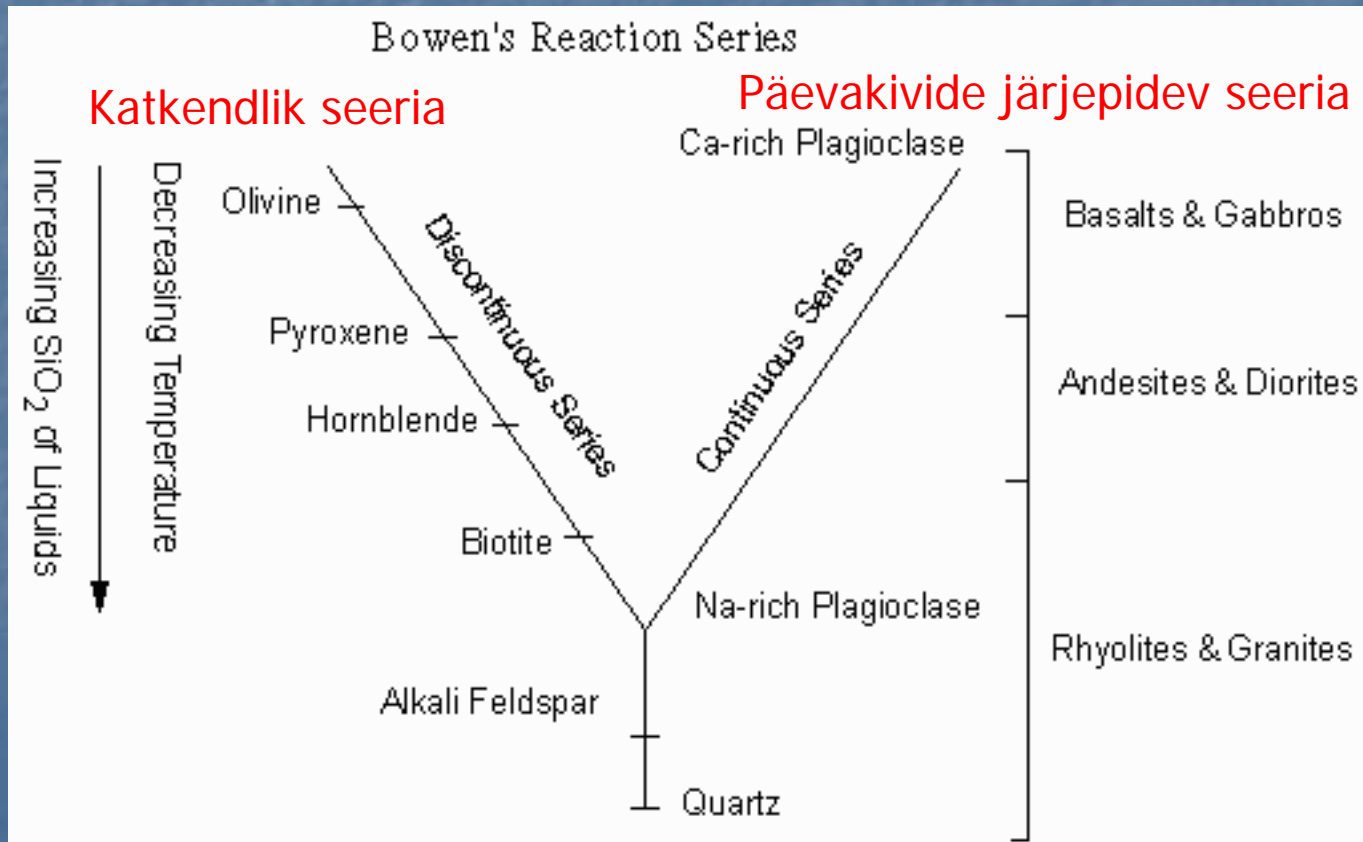 Bowen's Reaction Series
Katkendlik seeria
Päevakivide järjepidev seeria
Increasing SiO₂ of Liquids
Decreasing Temperature
Olivine
Pyroxene
Hornblende
Biotite
Discontinuous Series
Continuous Series
Ca-rich Plagioclase
Na-rich Plagioclase
Alkali Feldspar
Quartz
Basalts & Gabbros
Andesites & Diorites
Rhyolites & Granites